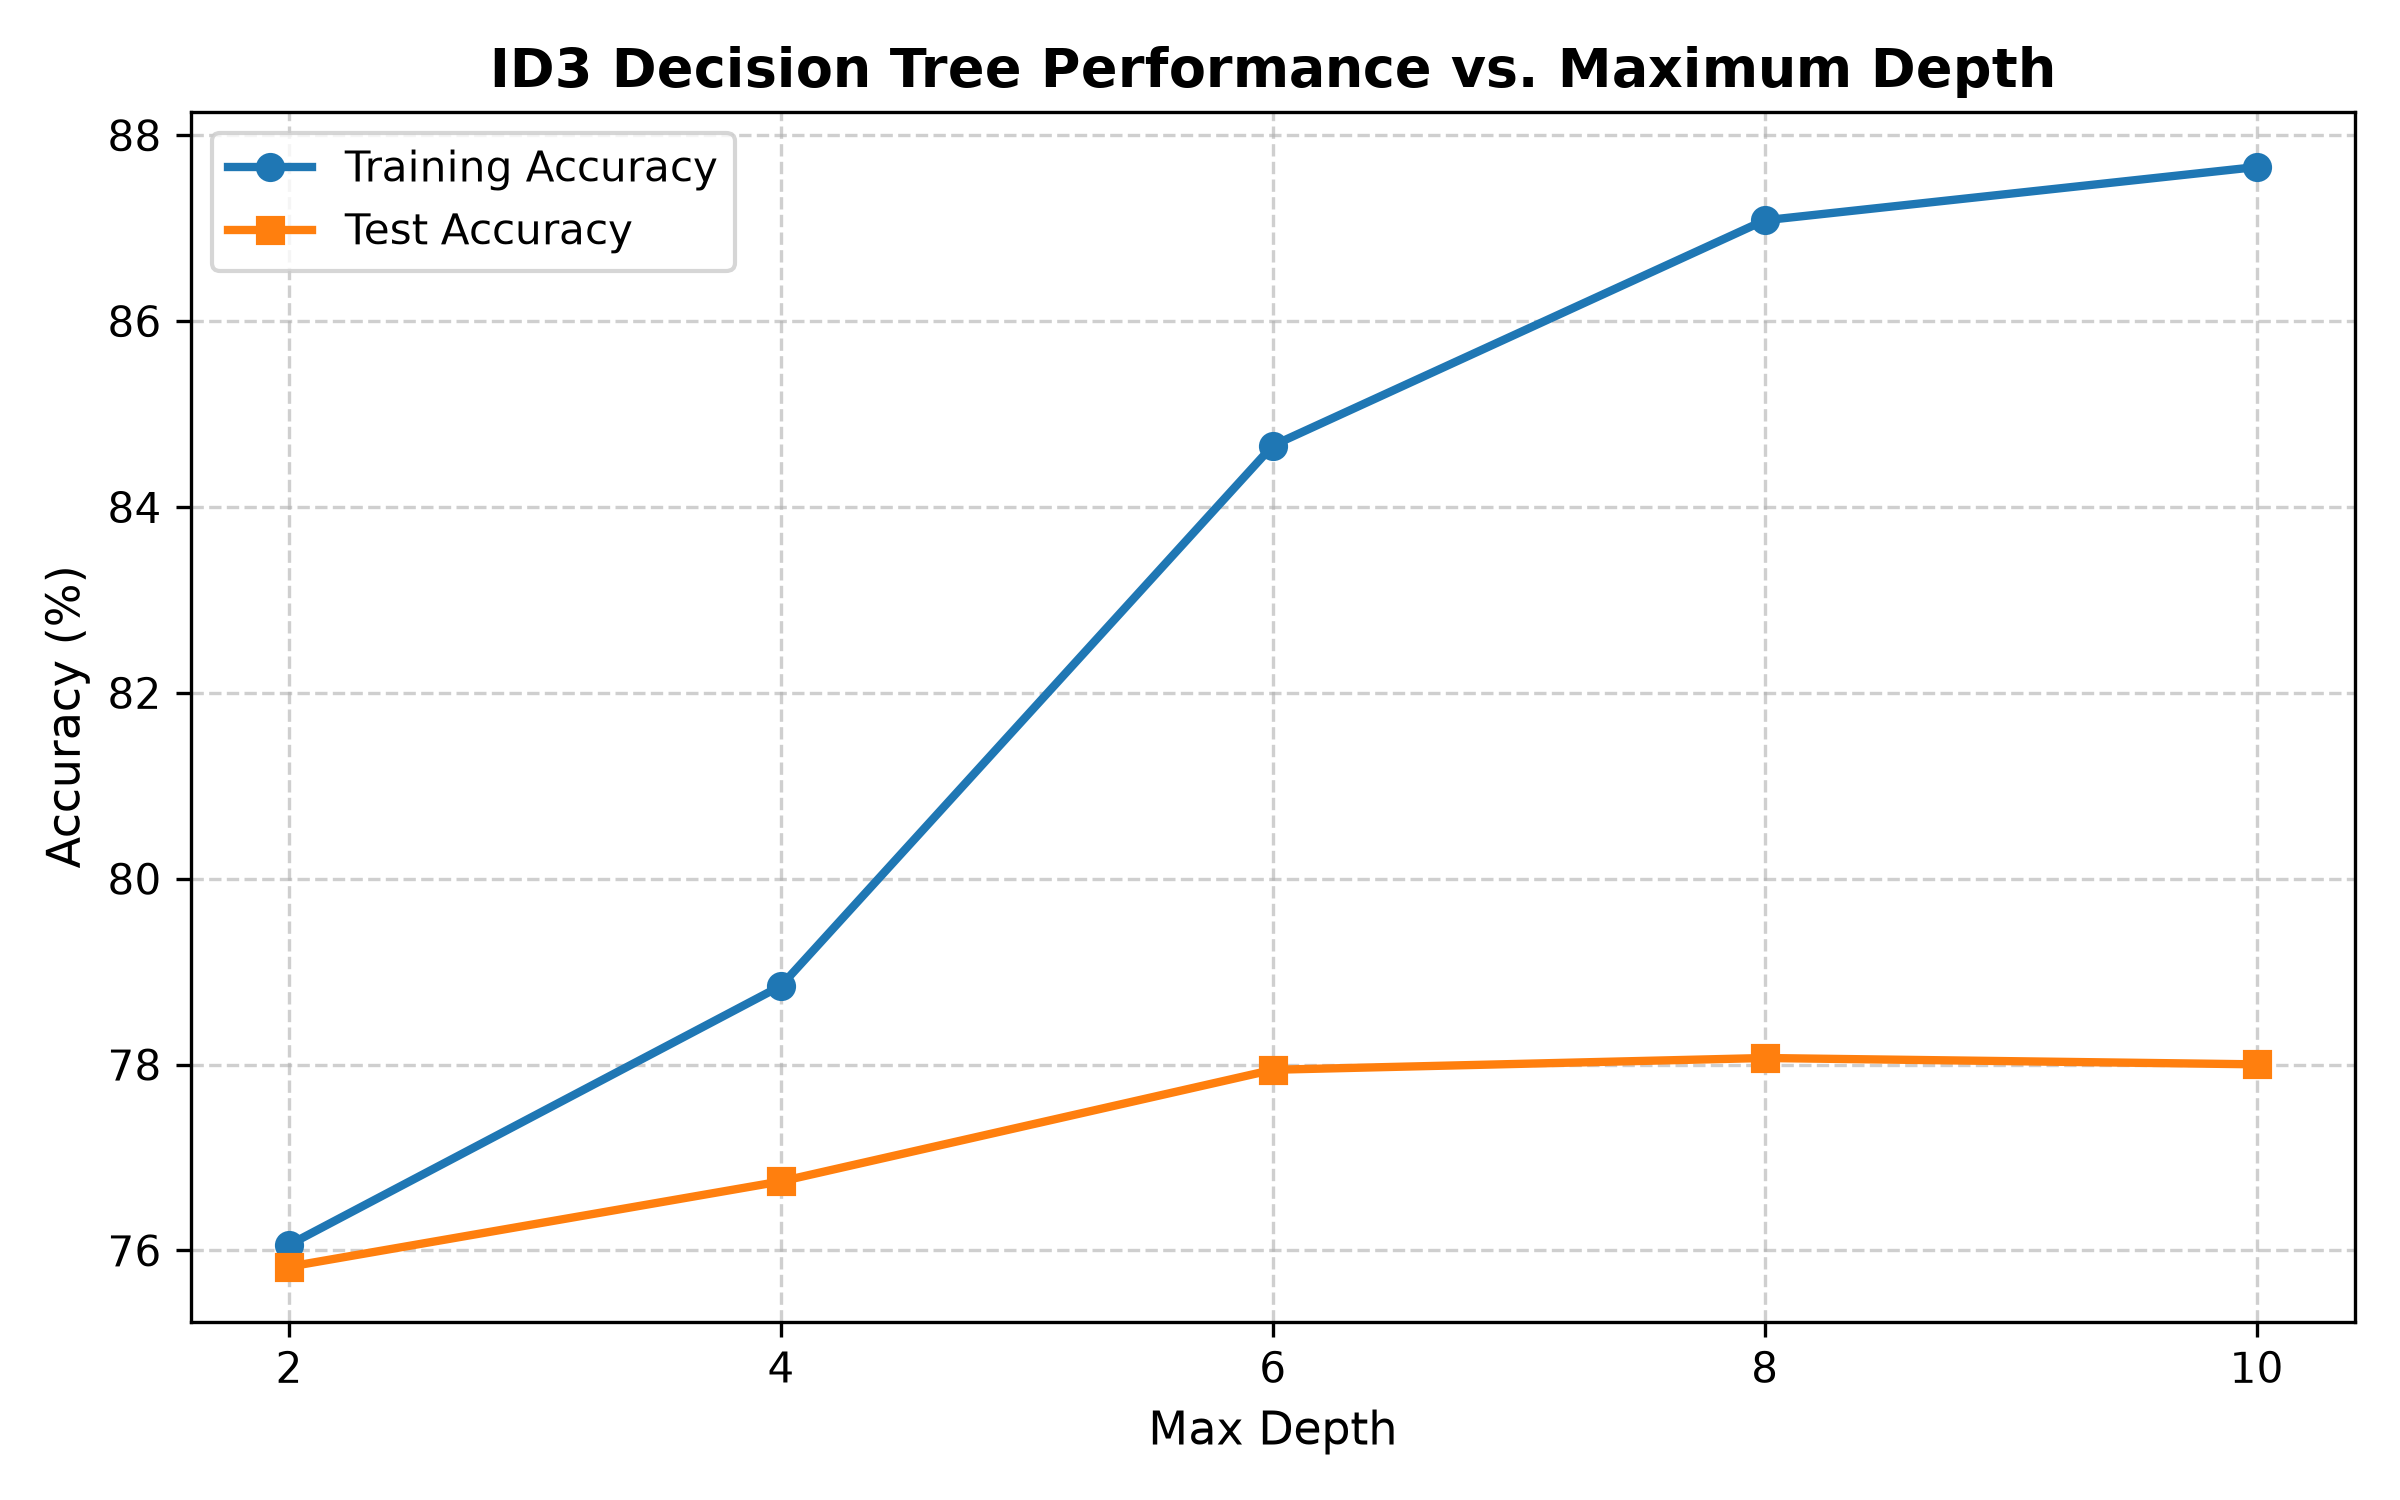 ID3 Decision Tree Performance vs. Maximum Depth
Training Accuracy
Test Accuracy
88
86
84
82
80
78
76
Accuracy (%)
2 4 6 8 10
Max Depth